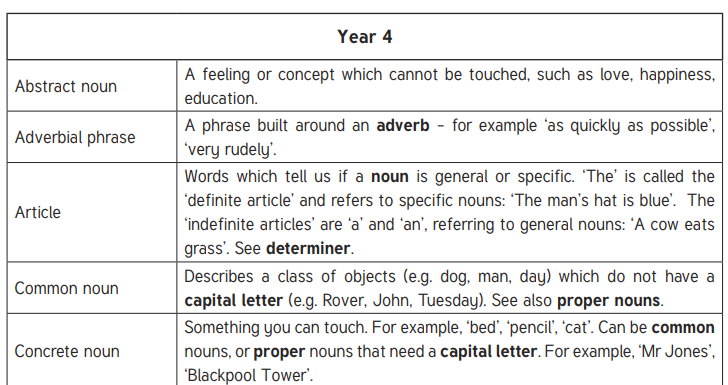 Year 4
Abstract noun
A feeling or concept which cannot be touched, such as love, happiness,
education.
Adverbial phrase
A phrase built around an adverb – for example ‘as quickly as possible’,
‘very rudely’.
Article
Words which tell us if a noun is general or specific. ‘The’ is called the
‘definite article’ and refers to specific nouns: ‘The man’s hat is blue’. The
‘indefinite articles’ are ‘a’ and ‘an’, referring to general nouns: ‘A cow eats
grass’. See determiner.
Common noun
Describes a class of objects (e.g. dog, man, day) which do not have a
capital letter (e.g. Rover, John, Tuesday). See also proper nouns.
Concrete noun
Something you can touch. For example, ‘bed’, ‘pencil’, ‘cat’. Can be common
nouns, or proper nouns that need a capital letter. For example, ‘Mr Jones’,
‘Blackpool Tower’.